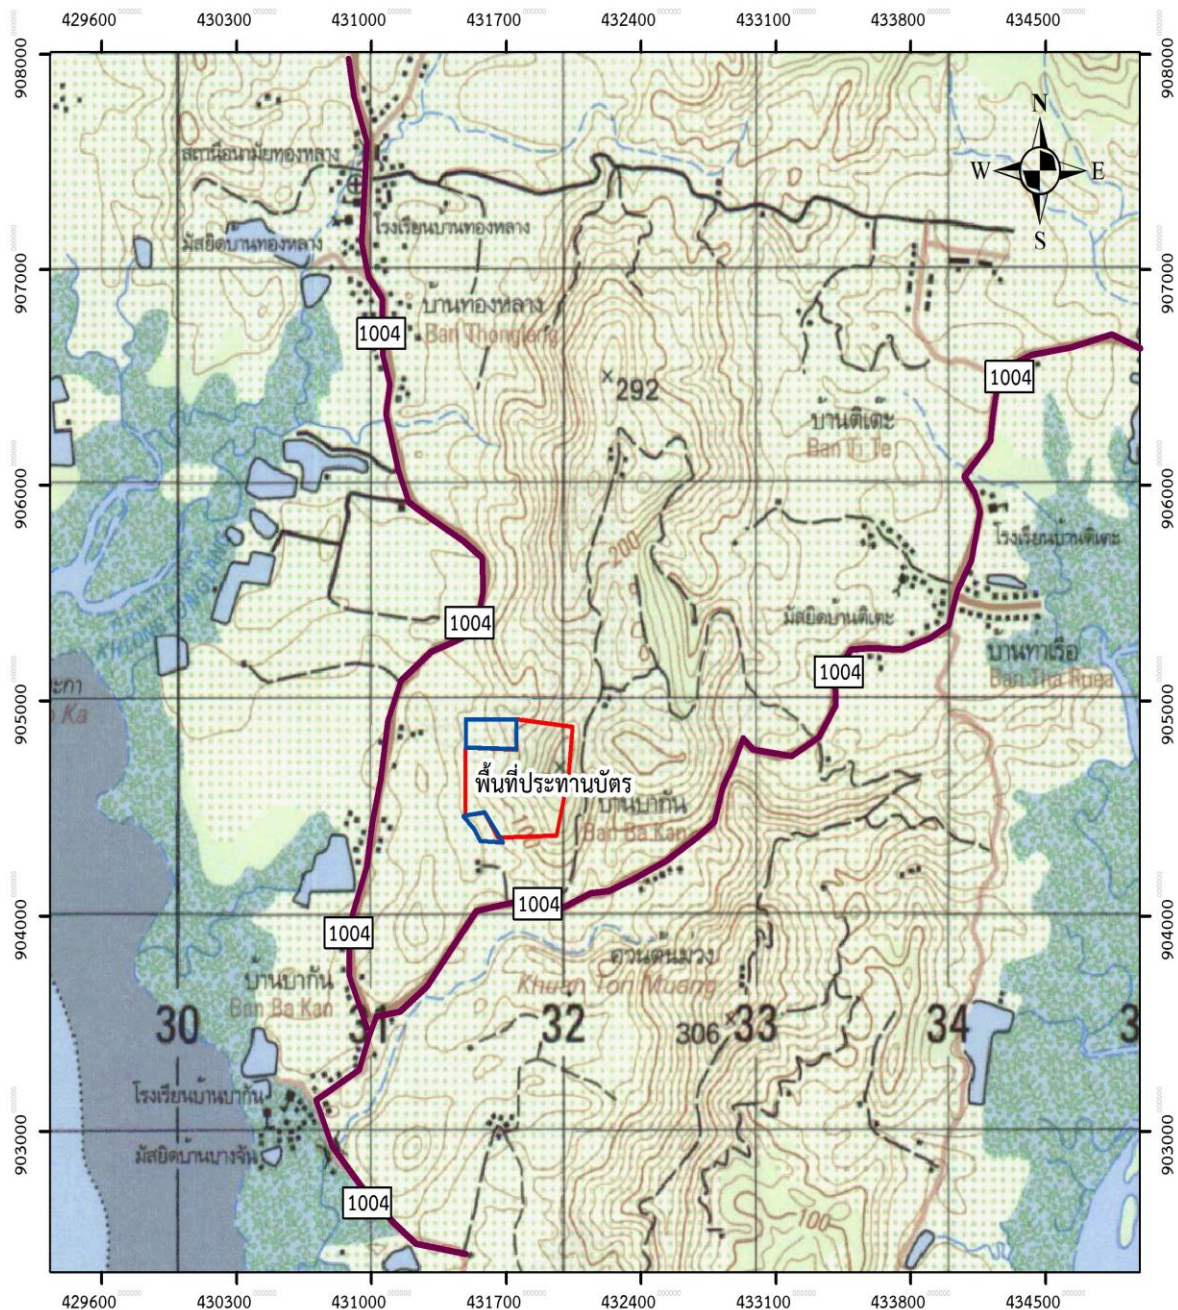 429600 430300 431000 431700 432400 433100 433800 434500
908000
908000
N
W E
S
สถานีอนามัยทองหลาง
โรงเรียนบ้านทองหลาง
มัสยิดบ้านทองหลาง
907000
907000
บ้านทองหลาง
Ban Thonglang
1004
1004
292
บ้านติเตะ
Ban Ti Te
906000
906000
โรงเรียนบ้านติเตะ
200
มัสยิดบ้านติเตะ
1004
บ้านท่าเรือ
Ban Tha Ruea
1004
ะกา
Ka
905000
905000
พื้นที่ประทานบัตร
บ้านบากัน
Ban Ba Kan
1004
1004
904000
904000
ควนต้นม่วง
Khuan Ton Muang
บ้านบากัน
Ban Ba Kan
30 31 32 33 34 3
306
โรงเรียนบ้านบากัน
903000
903000
มัสยิดบ้านบางจัน
1004
100
429600 430300 431000 431700 432400 433100 433800 434500